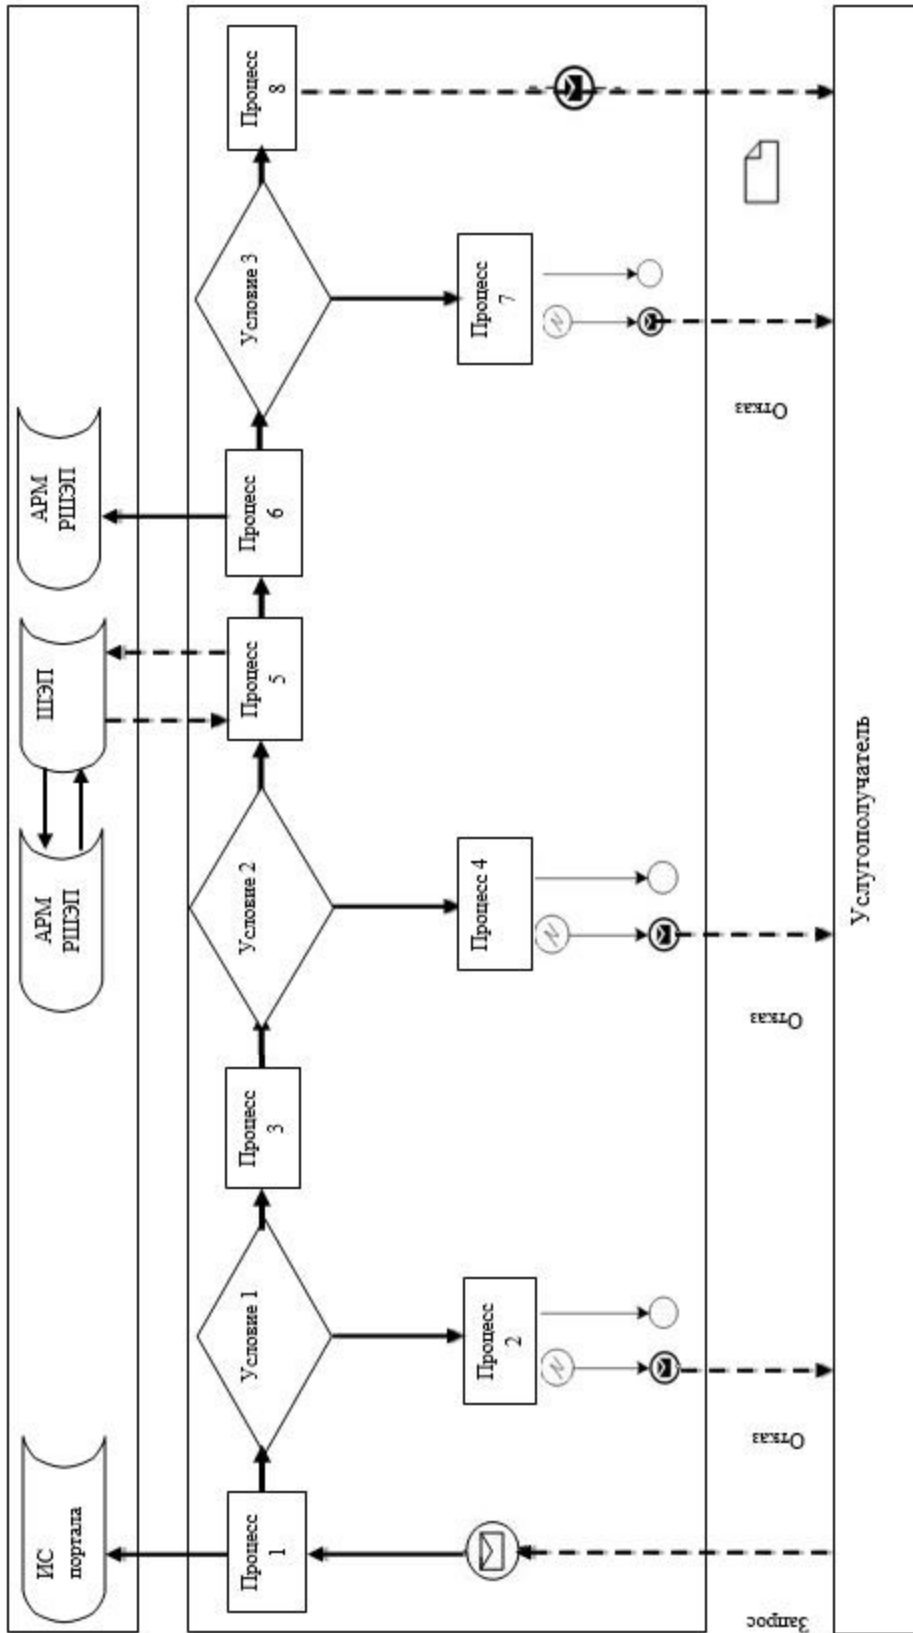 ИС
портала
АРМ
РШЭП
ШЭП
АРМ
РШЭП
Процесс
1
Условие 1
Процесс
3
Условие 2
Процесс
5
Процесс
6
Условие 3
Процесс
8
Процесс
2
Процесс 4
Процесс
7
Запрос
Отказ
Отказ
Отказ
Услугополучатель